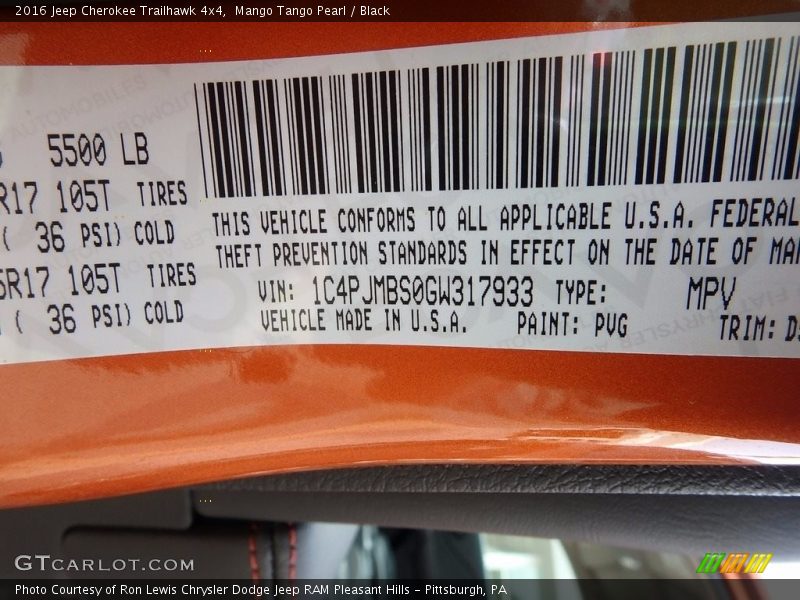 2016 Jeep Cherokee Trailhawk 4x4,  Mango Tango Pearl / Black
5500 LB
R17 105T TIRES
( 36 PSI) COLD
5R17 105T TIRES
( 36 PSI) COLD
THIS VEHICLE CONFORMS TO ALL APPLICABLE U.S.A. FEDERAL
THEFT PREVENTION STANDARDS IN EFFECT ON THE DATE OF MAN
VIN: 1C4PJMBS0GW317933 TYPE: MPV
VEHICLE MADE IN U.S.A. PAINT: PVG TRIM: D
GTCARLOT.COM
Photo Courtesy of Ron Lewis Chrysler Dodge Jeep RAM Pleasant Hills - Pittsburgh, PA